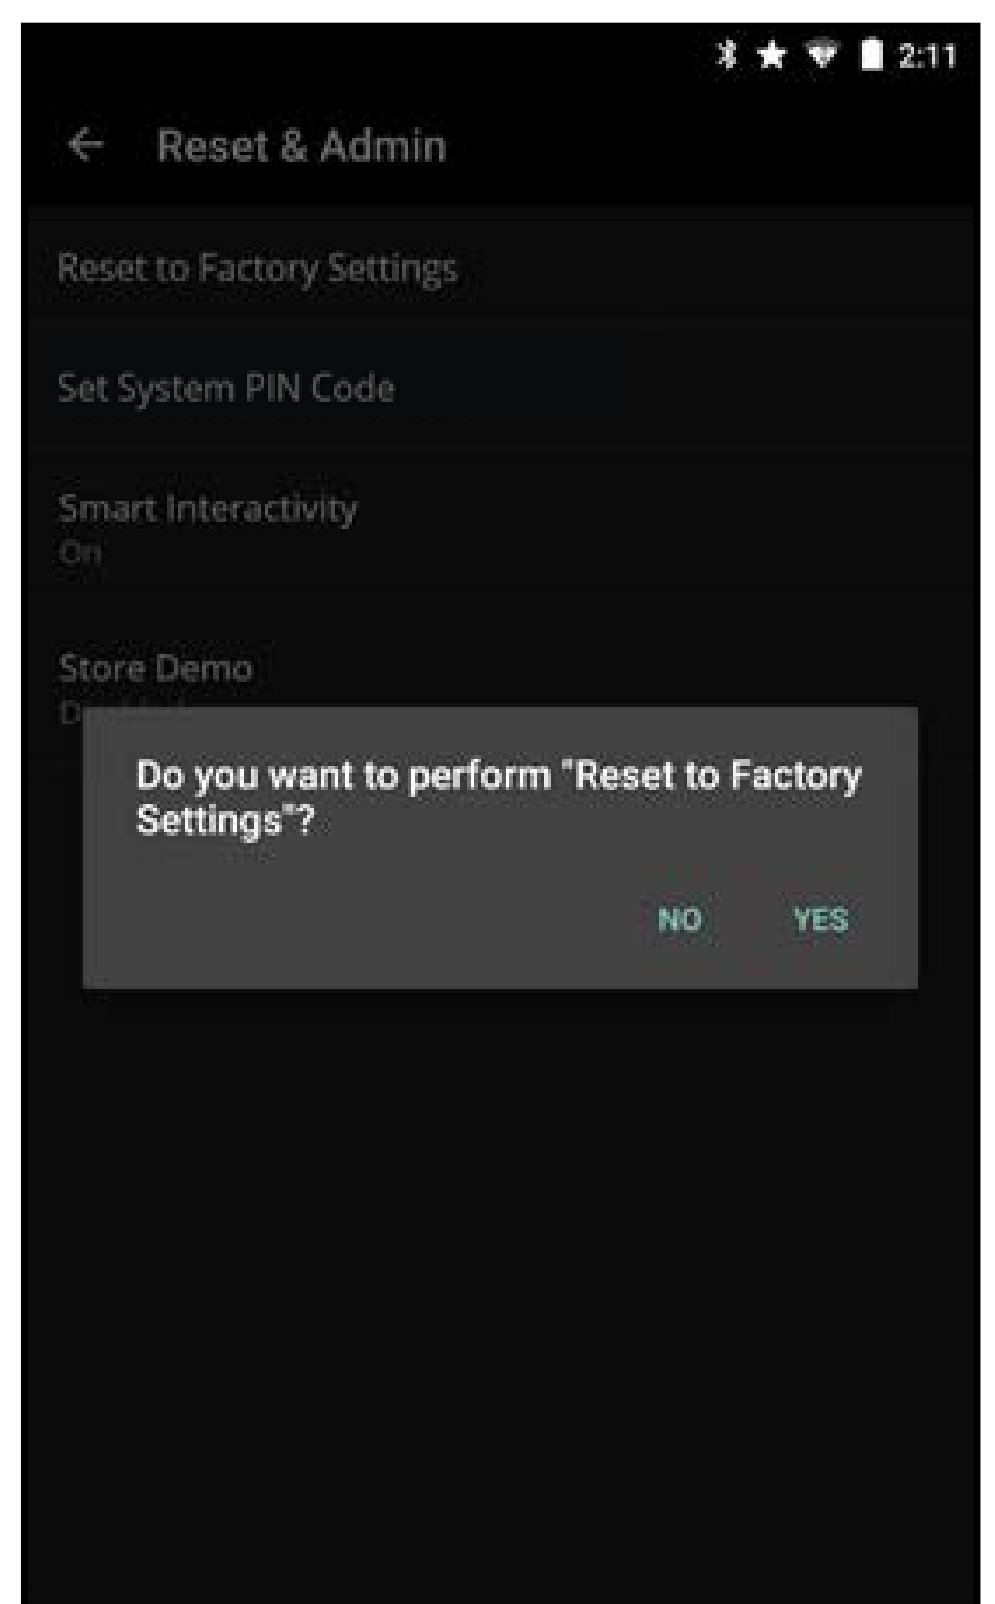 2:11
Reset & Admin
Reset to Factory Settings
Set System PIN Code
Smart Interactivity
On
Store Demo
Do you want to perform "Reset to Factory
Settings"?
NO YES